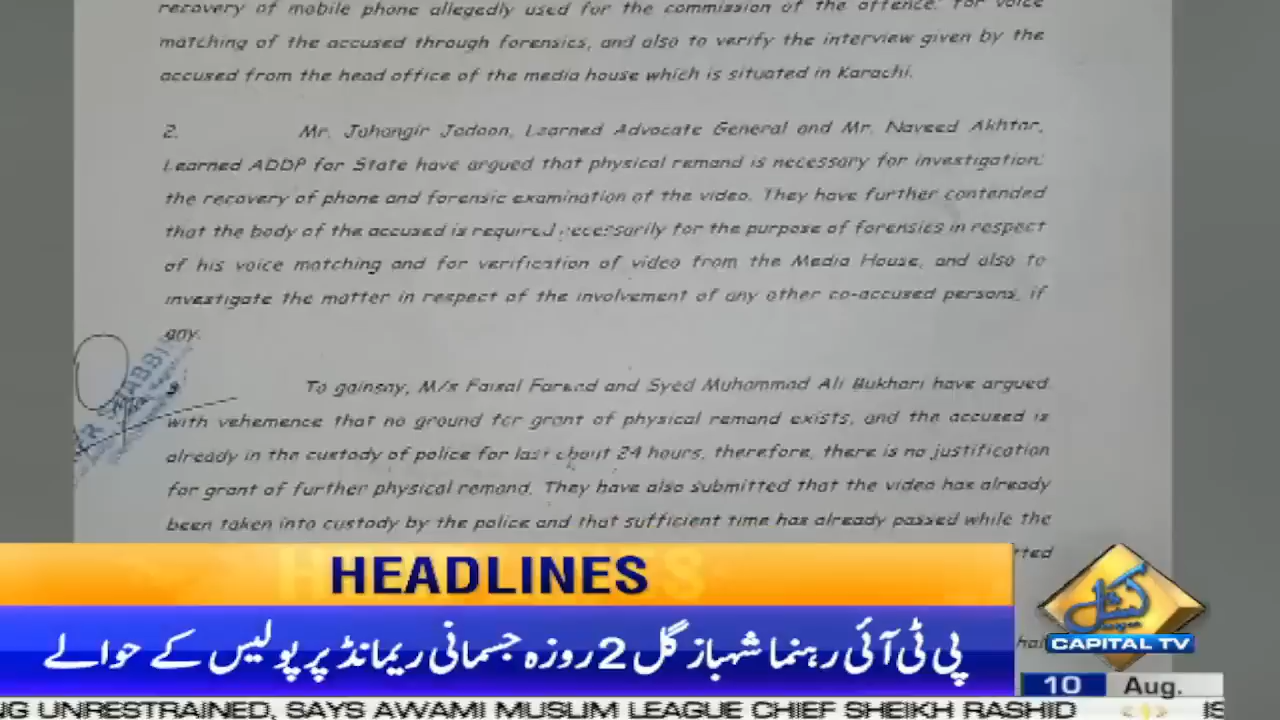 recovery of mobile phone allegedly used for the commission of the offence. for voice
matching of the accused through forensics, and also to verify the interview given by the
accused from the head office of the media house which is situated in Karachi.
2. Mr. Jahangir Jadoon, Learned Advocate General and Mr. Naveed Akhtar,
Learned ADDP for State have argued that physical remand is necessary for investigation,
the recovery of phone and forensic examination of the video. They have further contended
that the body of the accused is required necessarily for the purpose of forensics in respect
of his voice matching and for verification of video from the Media House, and also to
investigate the matter in respect of the involvement of any other co-accused persons, if
any.
To gainsay, M/s Faisal Fareed and Syed Muhammad Ali Bukhari have argued
with vehemence that no ground for grant of physical remand exists, and the accused is
already in the custody of police for last about 24 hours, therefore, there is no justification
for grant of further physical remand. They have also submitted that the video has already
been taken into custody by the police and that sufficient time has already passed while the
HEADLINES
پی ٹی آئی رہنما شہباز گل 2 روزہ جسمانی ریمانڈ پر پولیس کے حوالے
کیپٹل
CAPITAL TV
10 Aug.
UNRESTRAINED, SAYS AWAMI MUSLIM LEAGUE CHIEF SHEIKH RASHID